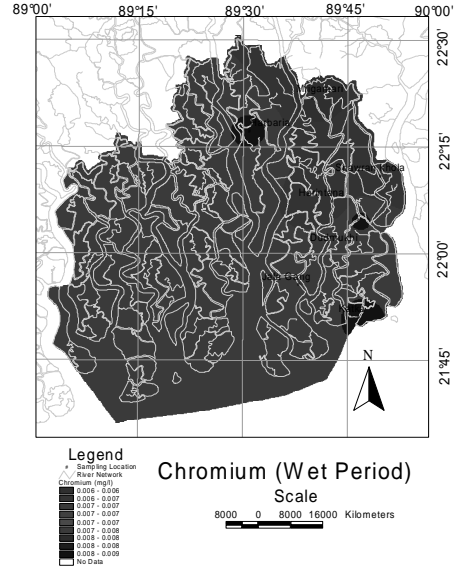 89°00' 89°15' 89°30' 89°45' 90°00'
22°30'
22°15'
22°00'
21°45'
N
Legend
Sampling Location
River Network
Chromium (mg/l)
0.006 - 0.006
0.006 - 0.007
0.007 - 0.007
0.007 - 0.007
0.007 - 0.007
0.007 - 0.008
0.008 - 0.008
0.008 - 0.008
0.008 - 0.009
No Data
Chromium (Wet Period)
Scale
8000 0 8000 16000 Kilometers